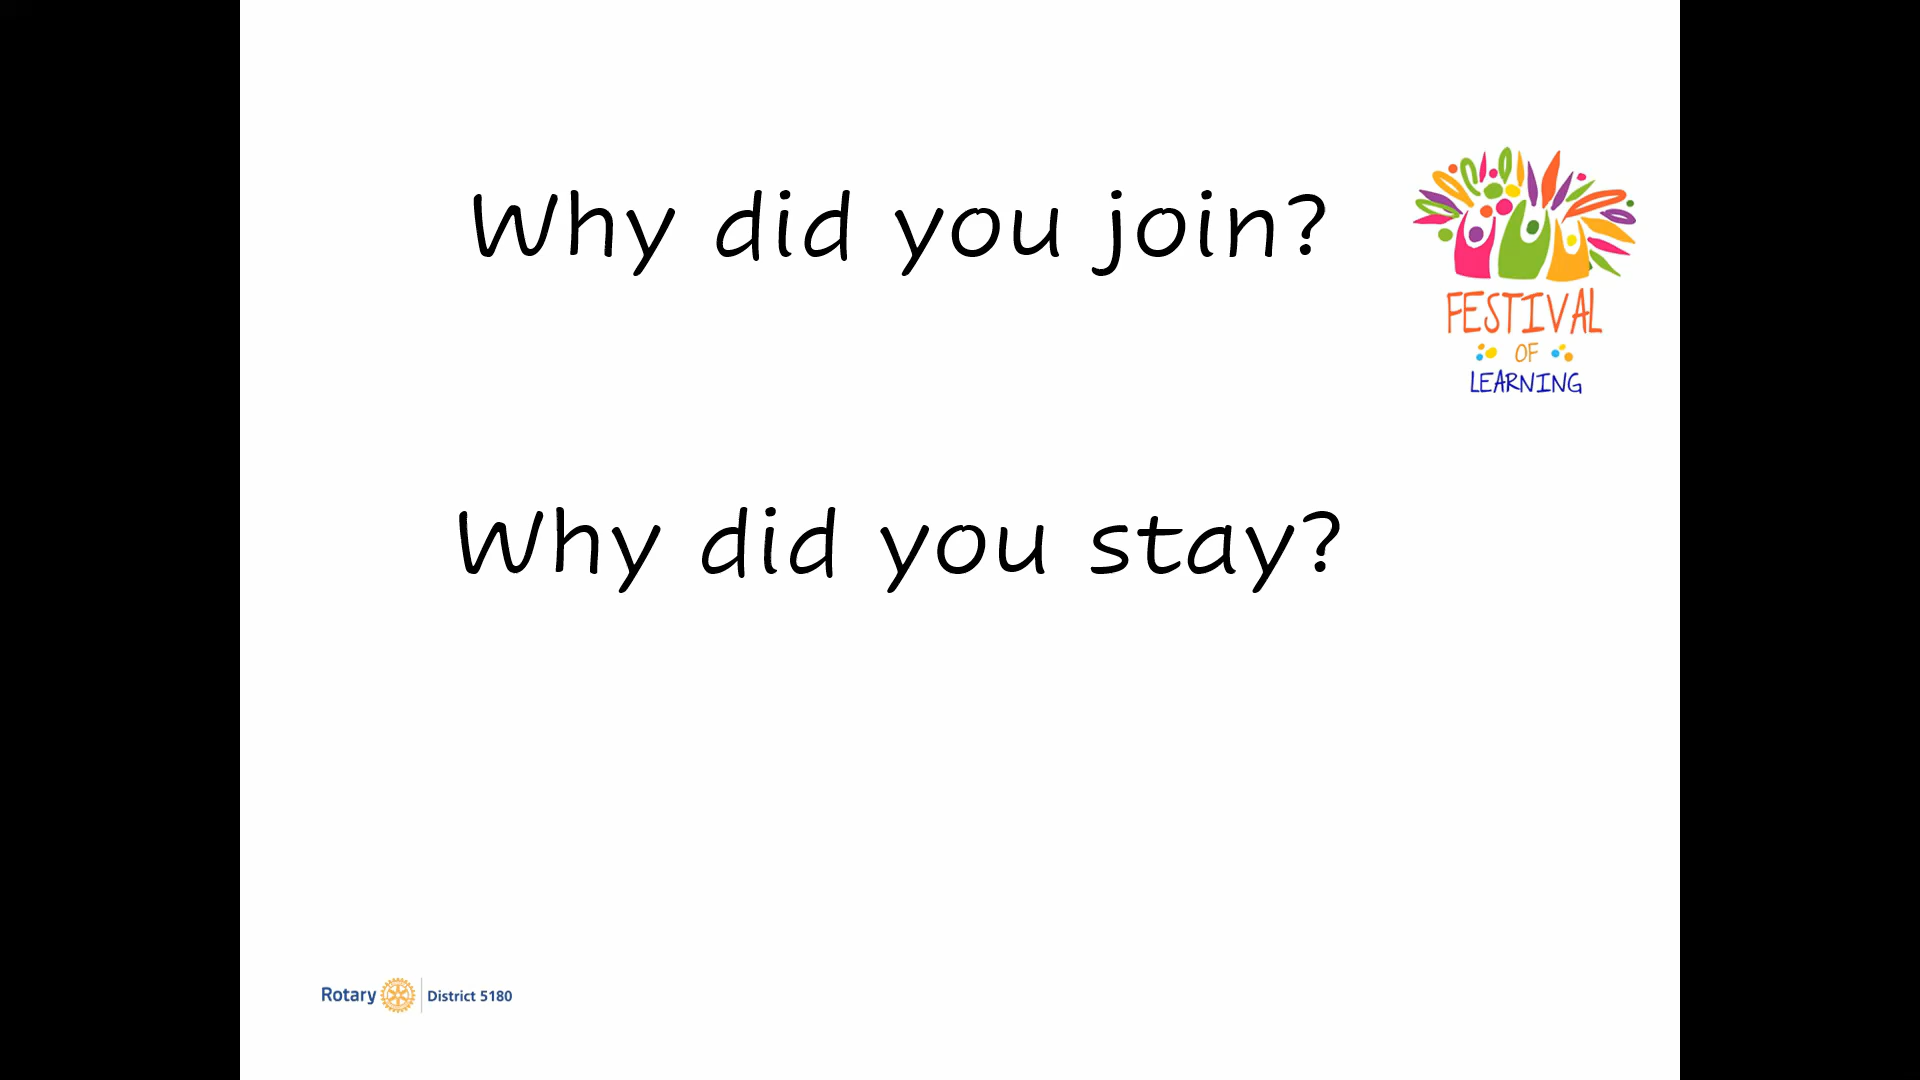 Why did you join?
FESTIVAL
OF
LEARNING
Why did you stay?
Rotary District 5180